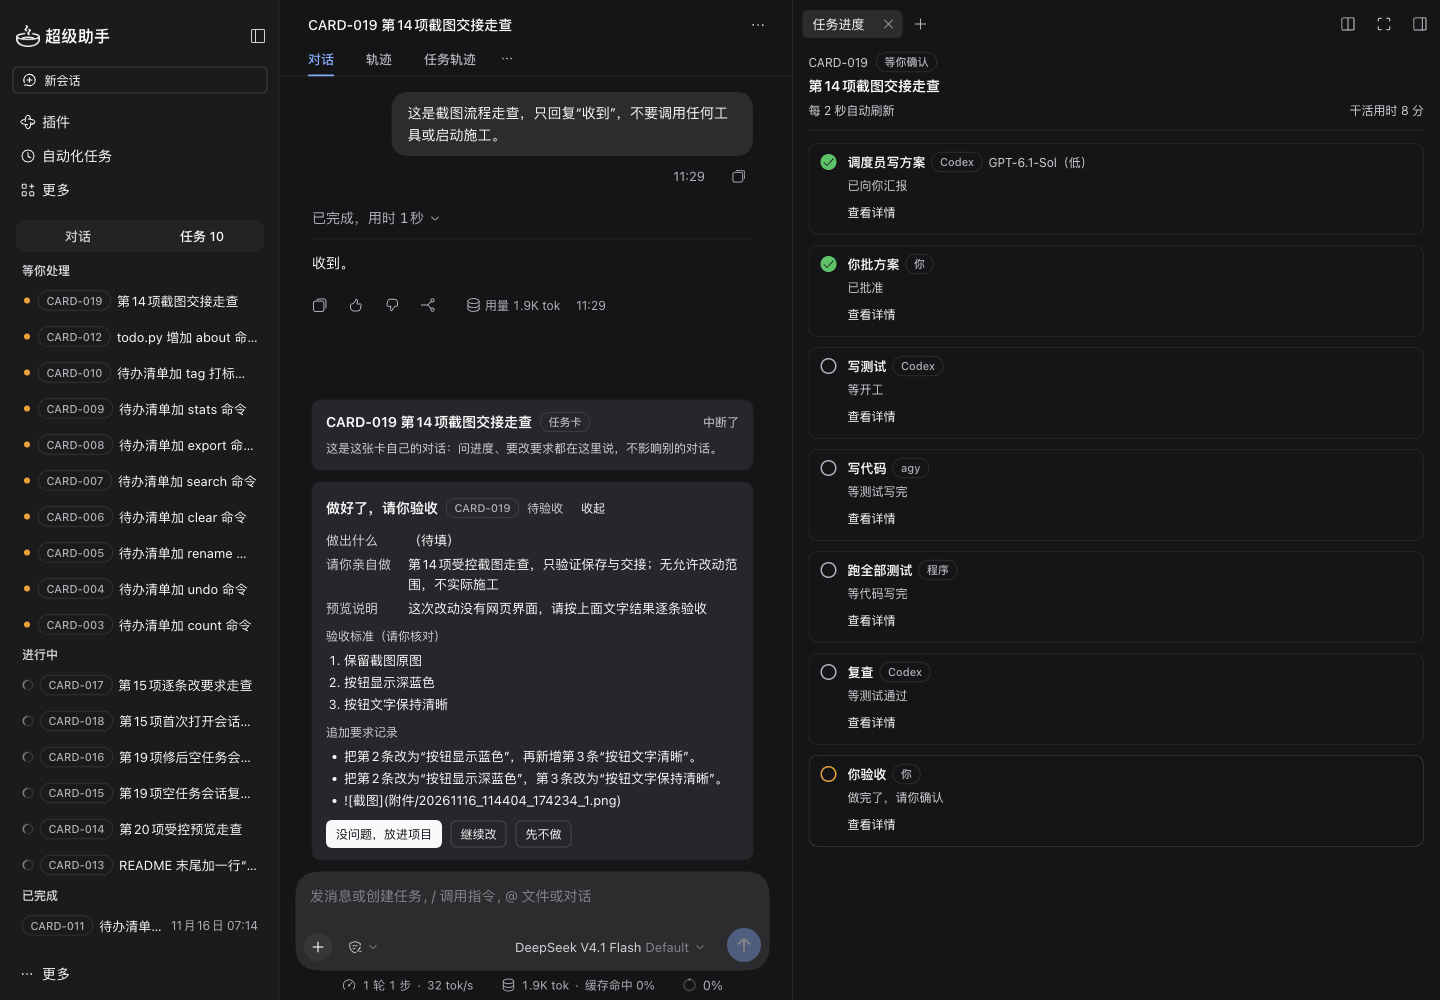 超级助手
新会话
插件
自动化任务
更多
对话
任务 10
等你处理
CARD-019 第14项截图交接走查
CARD-012 todo.py 增加 about 命...
CARD-010 待办清单加 tag 打标...
CARD-009 待办清单加 stats 命令
CARD-008 待办清单加 export 命...
CARD-007 待办清单加 search 命令
CARD-006 待办清单加 clear 命令
CARD-005 待办清单加 rename ...
CARD-004 待办清单加 undo 命令
CARD-003 待办清单加 count 命令
进行中
CARD-017 第15项逐条改要求走查
CARD-018 第15项首次打开会话...
CARD-016 第19项修后空任务会...
CARD-015 第19项空任务会话复...
CARD-014 第20项受控预览走查
CARD-013 README 末尾加一行“...
已完成
CARD-011 待办清单... 11月16日 07:14
··· 更多
CARD-019 第14项截图交接走查 ···
对话 轨迹 任务轨迹 ···
这是截图流程走查，只回复“收到”，不要调用任何工
具或启动施工。
11:29
已完成，用时 1秒
收到。
用量 1.9K tok 11:29
CARD-019 第14项截图交接走查 任务卡 中断了
这是这张卡自己的对话：问进度、要改要求都在这里说，不影响别的对话。
做好了，请你验收 CARD-019 待验收 收起
做出什么 （待填）
请你亲自做 第14项受控截图走查，只验证保存与交接；无允许改动范
围，不实际施工
预览说明 这次改动没有网页界面，请按上面文字结果逐条验收
验收标准（请你核对）
1. 保留截图原图
2. 按钮显示深蓝色
3. 按钮文字保持清晰
追加要求记录
• 把第2条改为“按钮显示蓝色”，再新增第3条“按钮文字清晰”。
• 把第2条改为“按钮显示深蓝色”，第3条改为“按钮文字保持清晰”。
• ![截图](附件/20261116_114404_174234_1.png)
没问题，放进项目 继续改 先不做
发消息或创建任务, / 调用指令, @ 文件或对话
DeepSeek V4.1 Flash Default
1 轮 1 步 · 32 tok/s 1.9K tok · 缓存命中 0% 0%
任务进度
CARD-019 等你确认
第14项截图交接走查
每 2 秒自动刷新 干活用时 8 分
调度员写方案 Codex GPT-6.1-Sol（低）
已向你汇报
查看详情
你批方案 你
已批准
查看详情
写测试 Codex
等开工
查看详情
写代码 agy
等测试写完
查看详情
跑全部测试 程序
等代码写完
查看详情
复查 Codex
等测试通过
查看详情
你验收 你
做完了，请你确认
查看详情